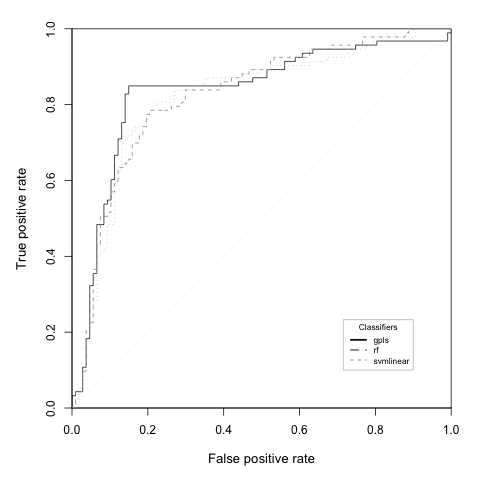 1.0
0.8
0.6
0.4
0.2
0.0
True positive rate
Classifiers
gpls
rf
svmlinear
0.0 0.2 0.4 0.6 0.8 1.0
False positive rate